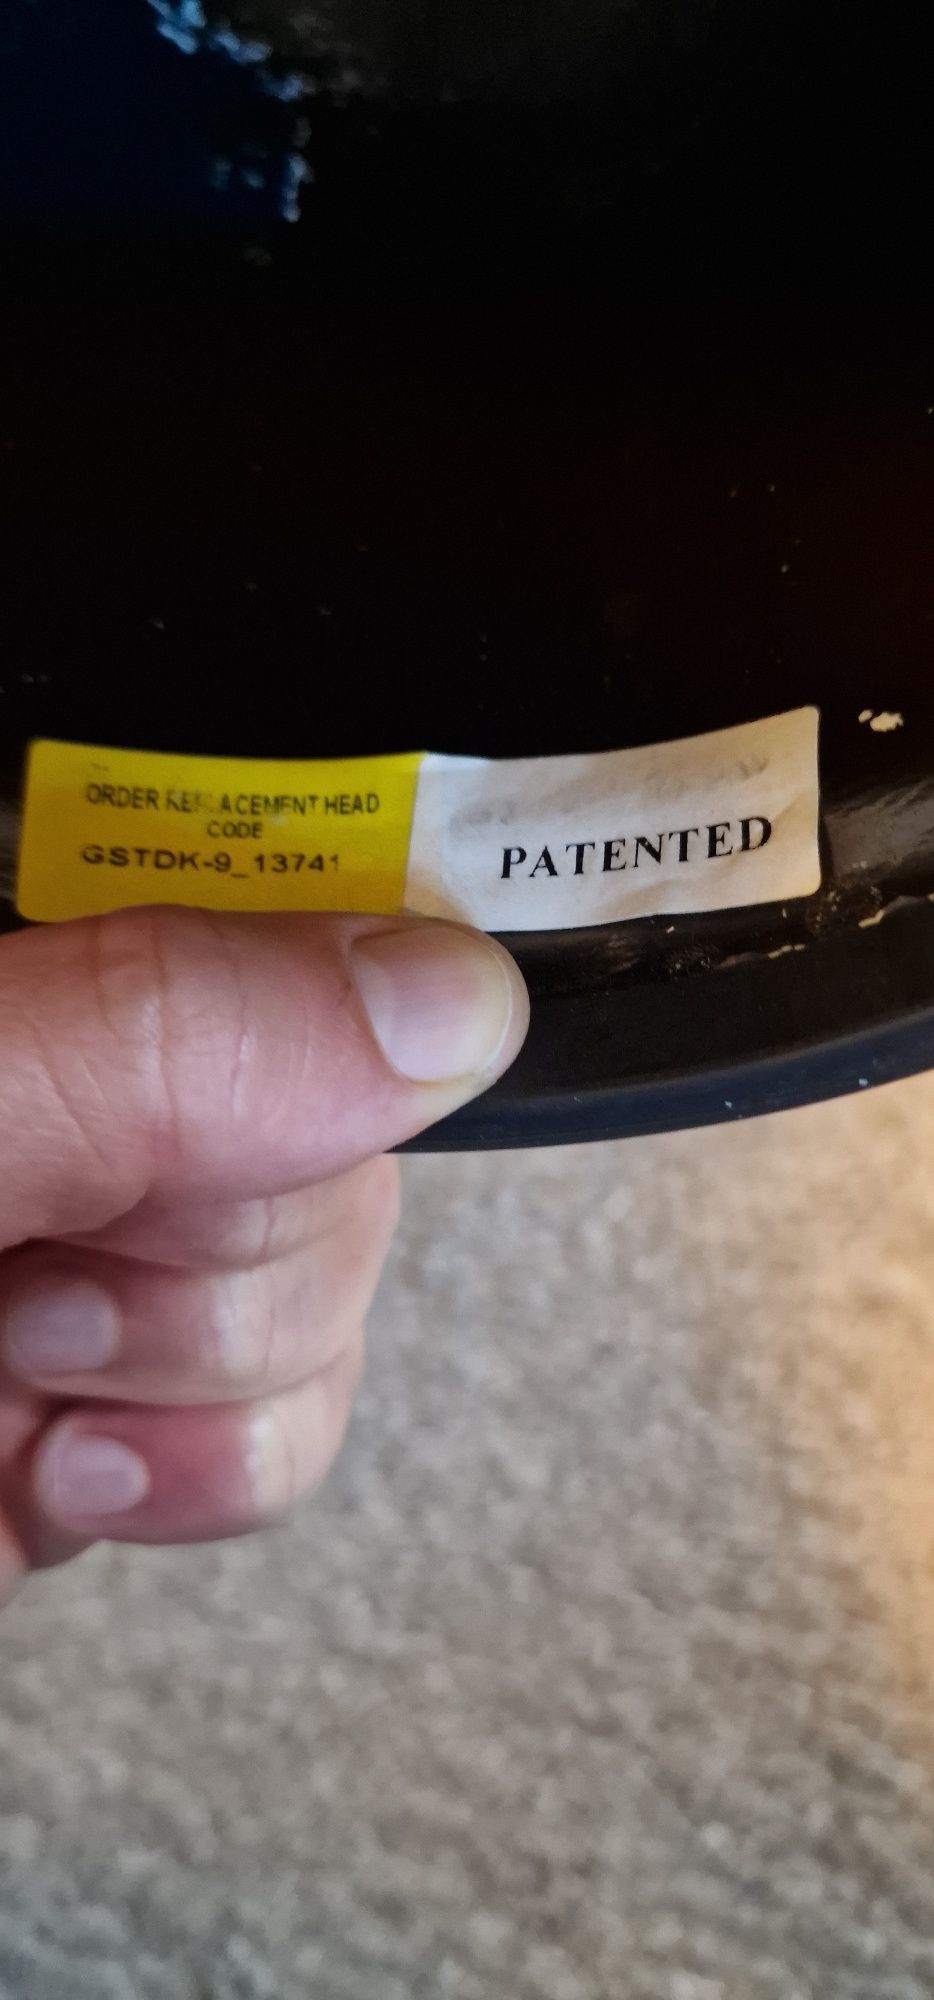 ORDER REPLACEMENT HEAD
CODE
GSTDK-9_13741
PATENTED